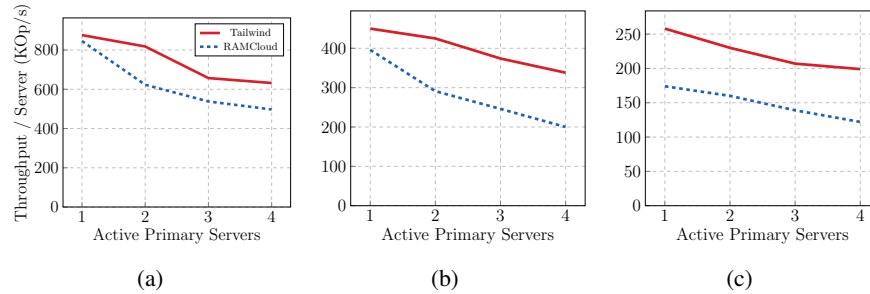 Throughput / Server (KOp/s)
800
600
400
200
0
Tailwind
RAMCloud
1 2 3 4
Active Primary Servers
(a)
400
300
200
100
0
1 2 3 4
Active Primary Servers
(b)
250
200
150
100
50
0
1 2 3 4
Active Primary Servers
(c)